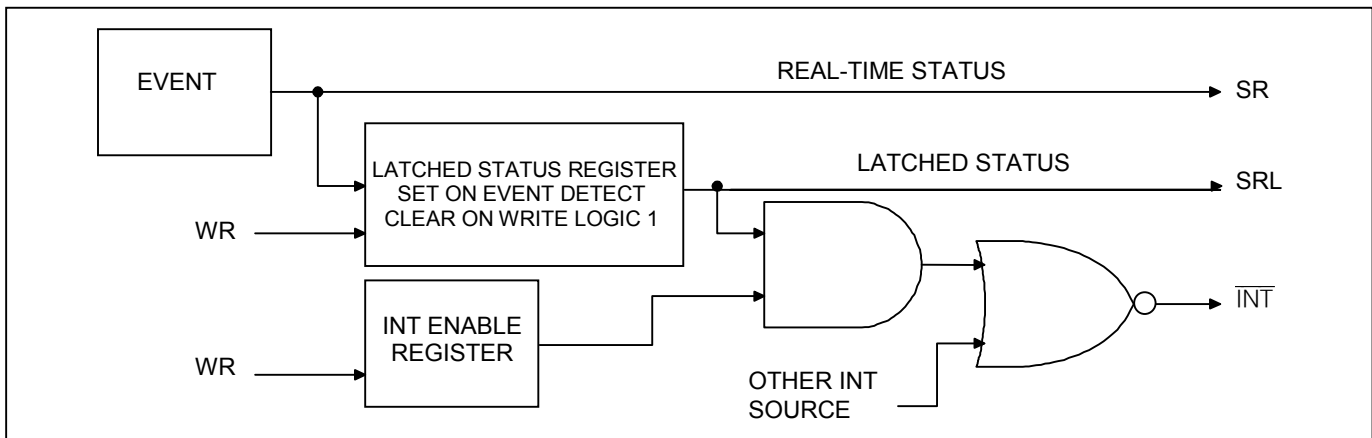 EVENT
REAL-TIME STATUS
SR
LATCHED STATUS REGISTER
SET ON EVENT DETECT
CLEAR ON WRITE LOGIC 1
LATCHED STATUS
SRL
WR
INT ENABLE
REGISTER
WR
INT
OTHER INT
SOURCE